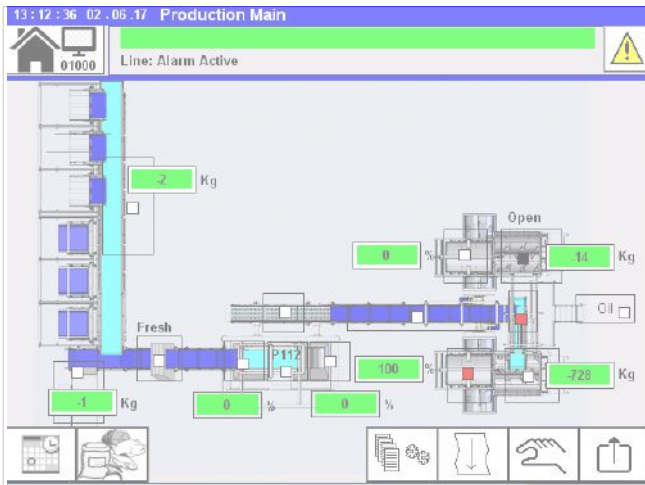 13:12:36 02.06.17 Production Main
01000
Line: Alarm Active
-2 Kg
Open
0 %
-14 Kg
Oil
Fresh
P112
100 %
-728 Kg
-1 Kg
0 %
0 %